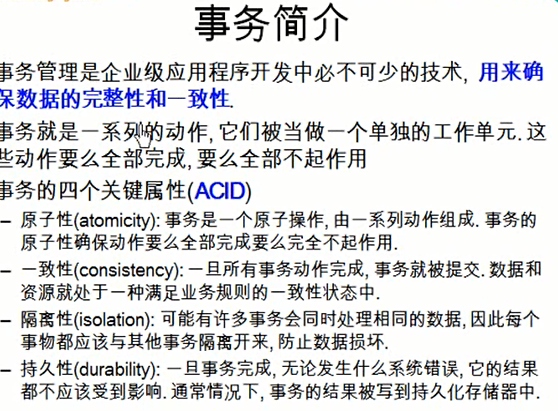 事务简介
事务管理是企业级应用程序开发中必不可少的技术, 用来确
保数据的完整性和一致性.
事务就是一系列的动作, 它们被当做一个单独的工作单元. 这
些动作要么全部完成, 要么全部不起作用
事务的四个关键属性(ACID)
– 原子性(atomicity): 事务是一个原子操作, 由一系列动作组成. 事务的
原子性确保动作要么全部完成要么完全不起作用.
– 一致性(consistency): 一旦所有事务动作完成, 事务就被提交. 数据和
资源就处于一种满足业务规则的一致性状态中.
– 隔离性(isolation): 可能有许多事务会同时处理相同的数据, 因此每个
事物都应该与其他事务隔离开来, 防止数据损坏.
– 持久性(durability): 一旦事务完成, 无论发生什么系统错误, 它的结果
都不应该受到影响. 通常情况下, 事务的结果被写到持久化存储器中.